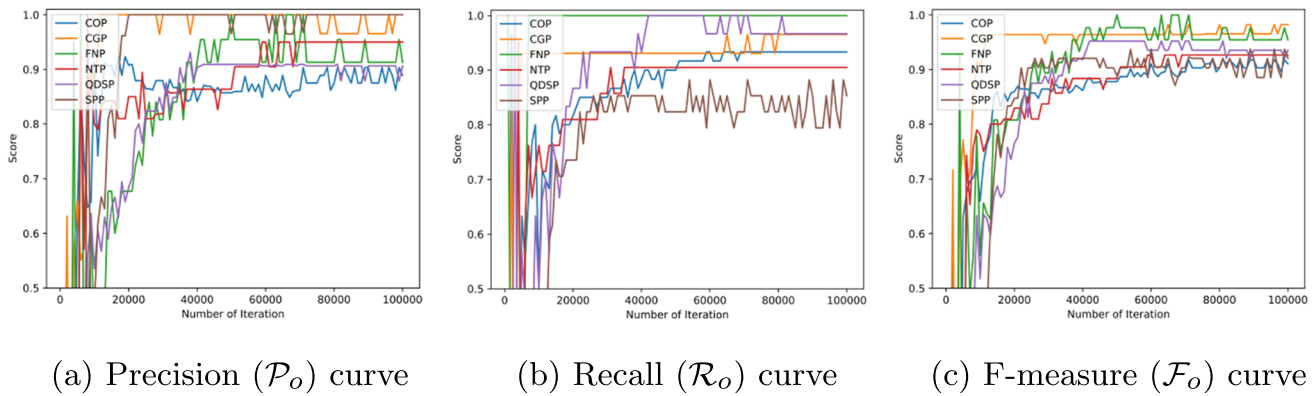 1.0
0.9
0.8
0.7
0.6
0.5
Score
COP
CGP
FNP
NTP
QDSP
SPP
0 20000 40000 60000 80000 100000
Number of Iteration
(a) Precision (𝒫ₒ) curve
1.0
0.9
0.8
0.7
0.6
0.5
Score
COP
CGP
FNP
NTP
QDSP
SPP
0 20000 40000 60000 80000 100000
Number of Iteration
(b) Recall (ℛₒ) curve
1.0
0.9
0.8
0.7
0.6
0.5
Score
COP
CGP
FNP
NTP
QDSP
SPP
0 20000 40000 60000 80000 100000
Number of Iteration
(c) F-measure (ℱₒ) curve